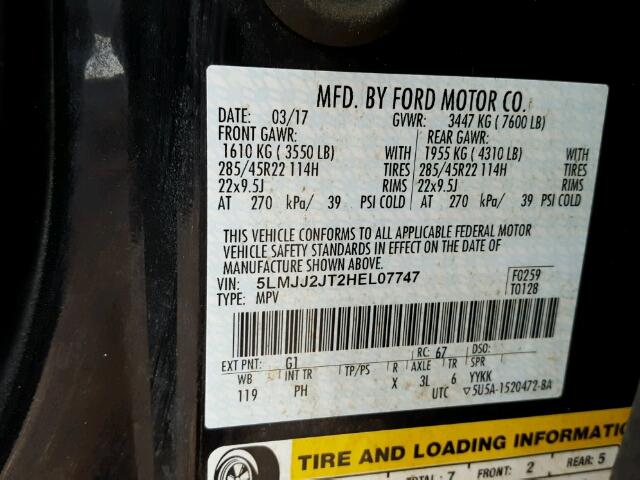 MFD. BY FORD MOTOR CO.
DATE: 03/17 GVWR: 3447 KG ( 7600 LB)
FRONT GAWR: REAR GAWR:
1610 KG ( 3550 LB) WITH 1955 KG ( 4310 LB) WITH
285/45R22 114H TIRES 285/45R22 114H TIRES
22x9.5J RIMS 22x9.5J RIMS
AT 270 kPa/ 39 PSI COLD AT 270 kPa/ 39 PSI COLD
THIS VEHICLE CONFORMS TO ALL APPLICABLE FEDERAL MOTOR
VEHICLE SAFETY STANDARDS IN EFFECT ON THE DATE OF
MANUFACTURE SHOWN ABOVE.
VIN: 5LMJJ2JT2HEL07747 F0259
TYPE: MPV T0128
EXT PNT: G1 RC: 67 DSO:
WB INT TR TP/PS R AXLE TR SPR
119 PH X 3L 6 YYKK
UTC ▽5U5A-1520472-BA
TIRE AND LOADING INFORMATIO
TOTAL: 7 FRONT: 2 REAR: 5